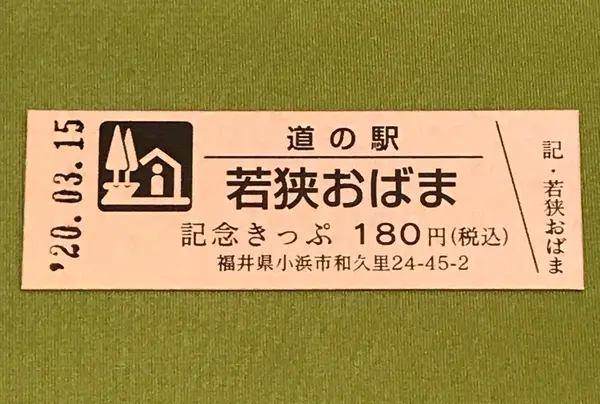 '20.03.15
道の駅
若狭おばま
記念きっぷ 180円(税込)
福井県小浜市和久里24-45-2
記・若狭おばま